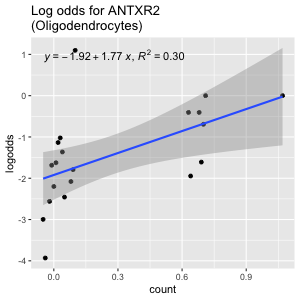 Log odds for ANTXR2
(Oligodendrocytes)
y = −1.92 + 1.77 x, R² = 0.30
logodds
1
0
-1
-2
-3
-4
0.0 0.3 0.6 0.9
count